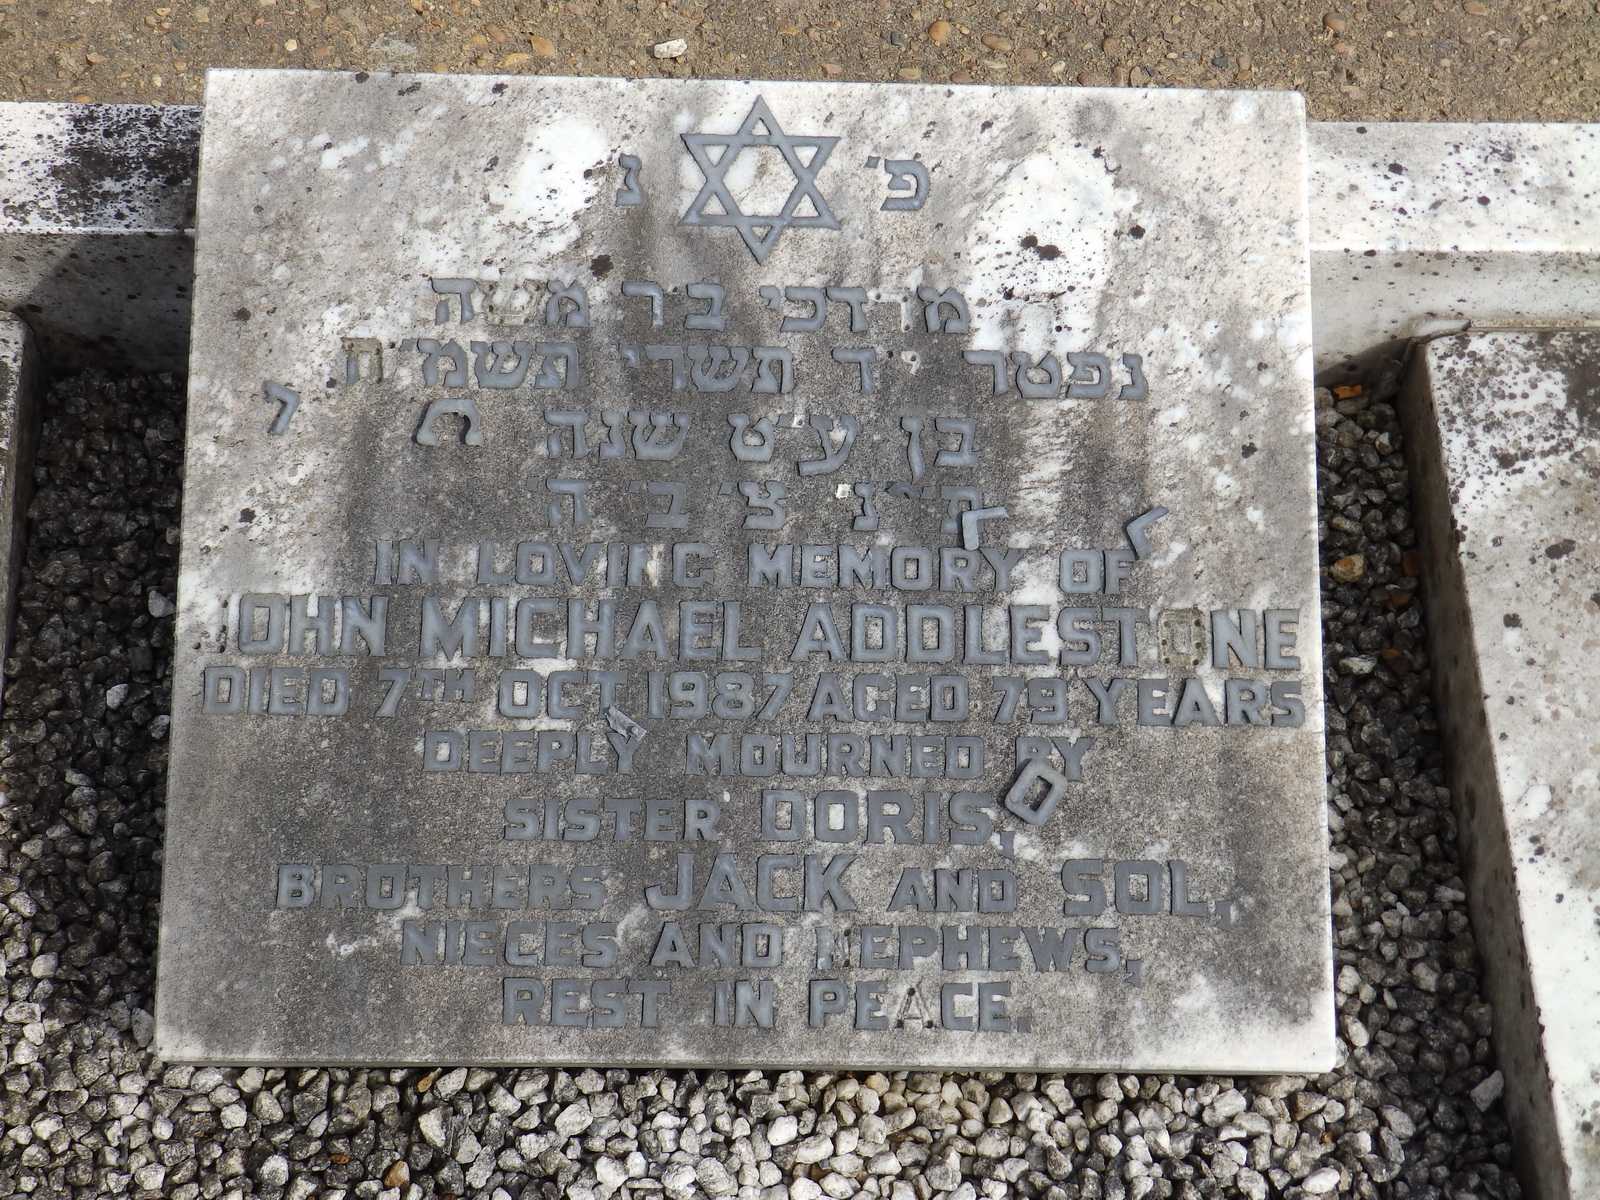 פ׳ נ
מרדכי בר משה
נפטר י״ד תשרי תשמ״ח
בן ע״ט שנה
ת׳ נ׳ צ׳ ב׳ ה׳
IN LOVING MEMORY OF
JOHN MICHAEL ADDLESTONE
DIED 7TH OCT 1987 AGED 79 YEARS
DEEPLY MOURNED BY
SISTER DORIS,
BROTHERS JACK AND SOL,
NIECES AND NEPHEWS,
REST IN PEACE.